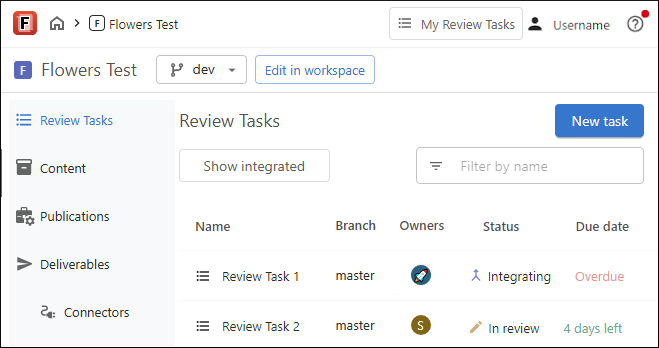 F Flowers Test My Review Tasks Username
F Flowers Test dev Edit in workspace
Review Tasks
Content
Publications
Deliverables
Connectors
Review Tasks New task
Show integrated Filter by name
Name Branch Owners Status Due date
Review Task 1 master Integrating Overdue
Review Task 2 master S In review 4 days left